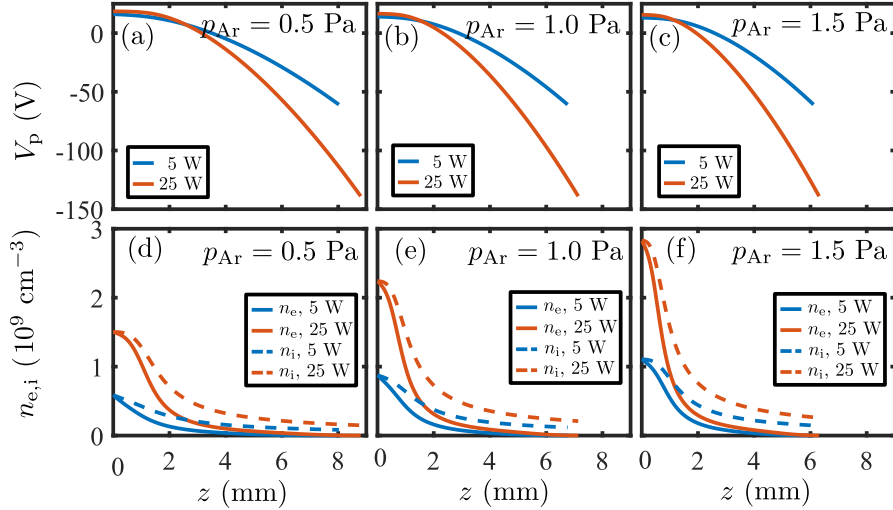 (a) p_Ar = 0.5 Pa
(b) p_Ar = 1.0 Pa
(c) p_Ar = 1.5 Pa
V_p (V)
0
-50
-100
-150
5 W
25 W
5 W
25 W
5 W
25 W
(d) p_Ar = 0.5 Pa
(e) p_Ar = 1.0 Pa
(f) p_Ar = 1.5 Pa
n_e,i (10^9 cm^-3)
3
2
1
0
n_e, 5 W
n_e, 25 W
n_i, 5 W
n_i, 25 W
n_e, 5 W
n_e, 25 W
n_i, 5 W
n_i, 25 W
n_e, 5 W
n_e, 25 W
n_i, 5 W
n_i, 25 W
0 2 4 6 8
0 2 4 6 8
0 2 4 6 8
z (mm)
z (mm)
z (mm)